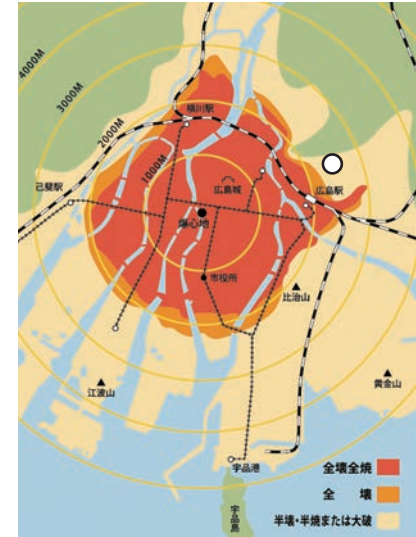 4000M
3000M
2000M
1000M
横川駅
己斐駅
広島城
広島駅
爆心地
市役所
比治山
江波山
黄金山
宇品港
宇品島
全壊全焼
全 壊
半壊・半焼または大破